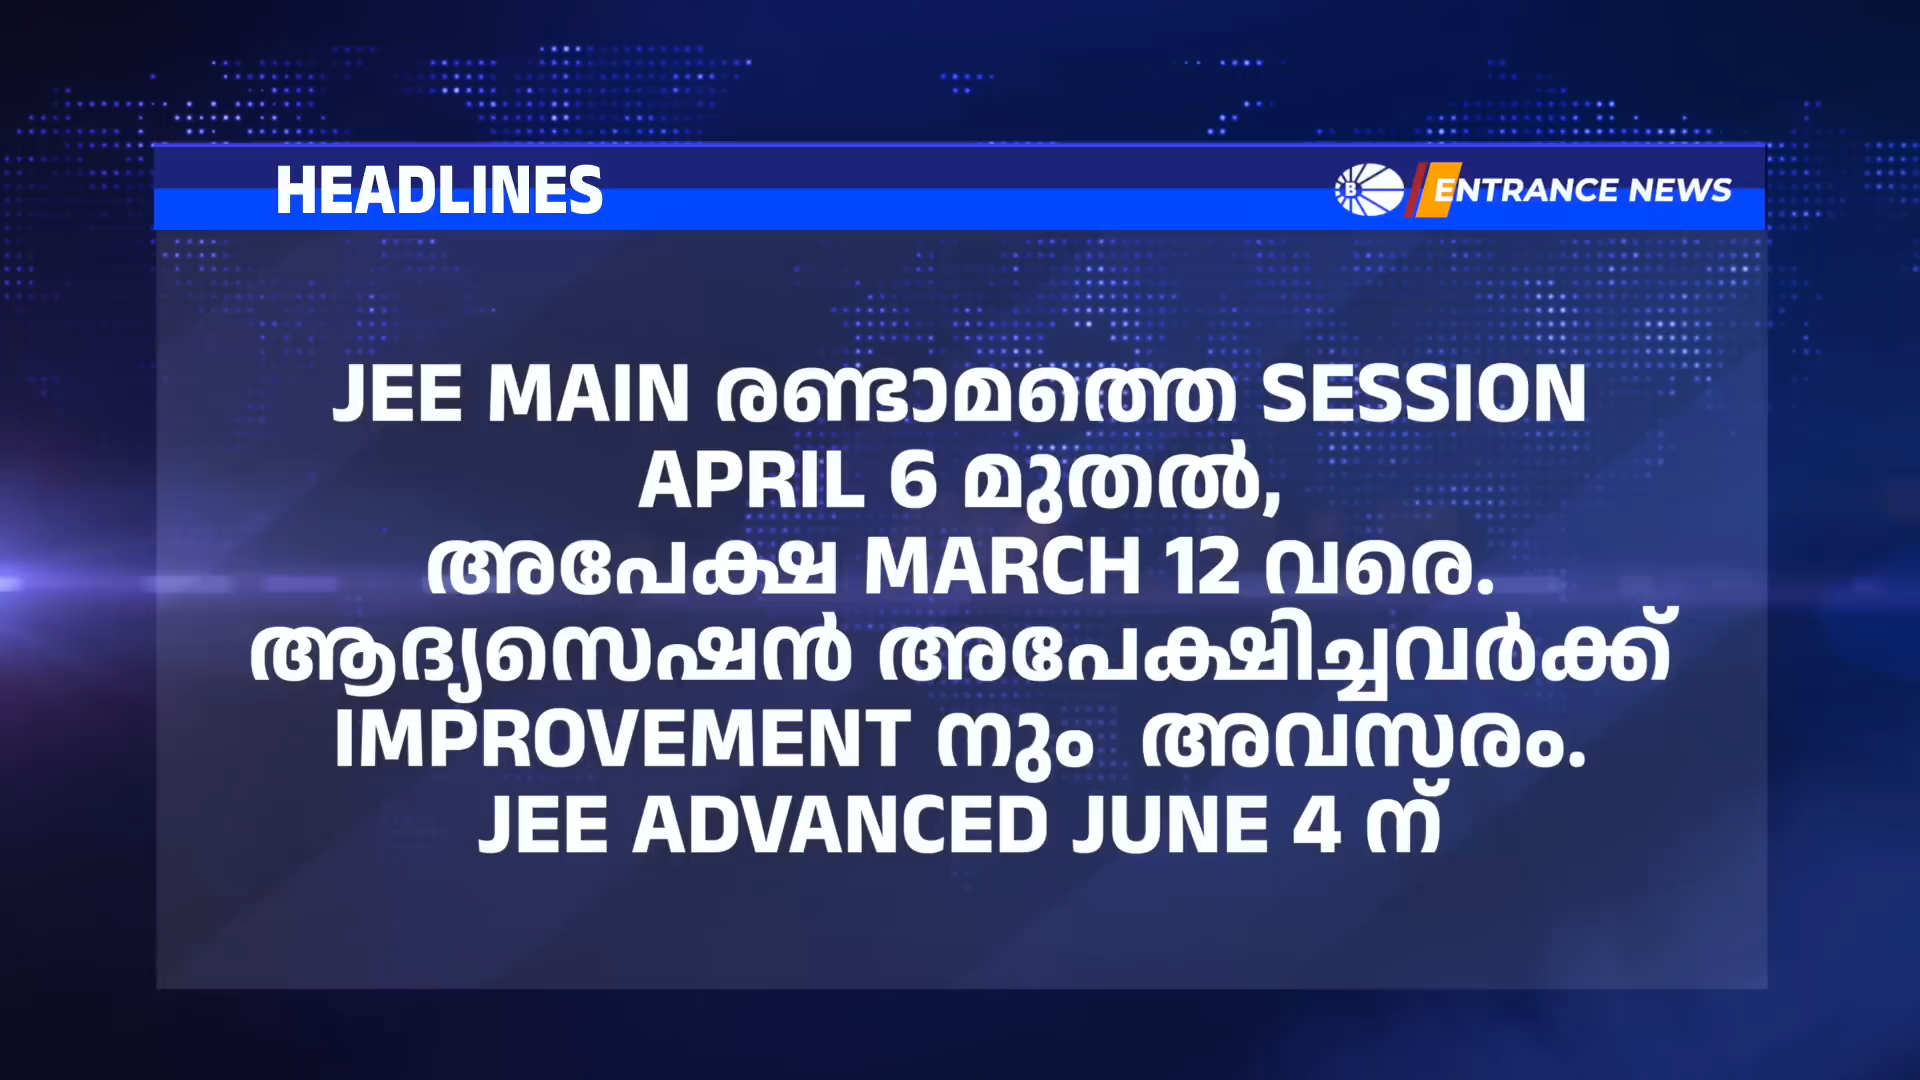 HEADLINES
B ENTRANCE NEWS
JEE MAIN രണ്ടാമത്തെ SESSION
APRIL 6 മുതൽ,
അപേക്ഷ MARCH 12 വരെ.
ആദ്യസെഷൻ അപേക്ഷിച്ചവർക്ക്
IMPROVEMENT നും അവസരം.
JEE ADVANCED JUNE 4 ന്